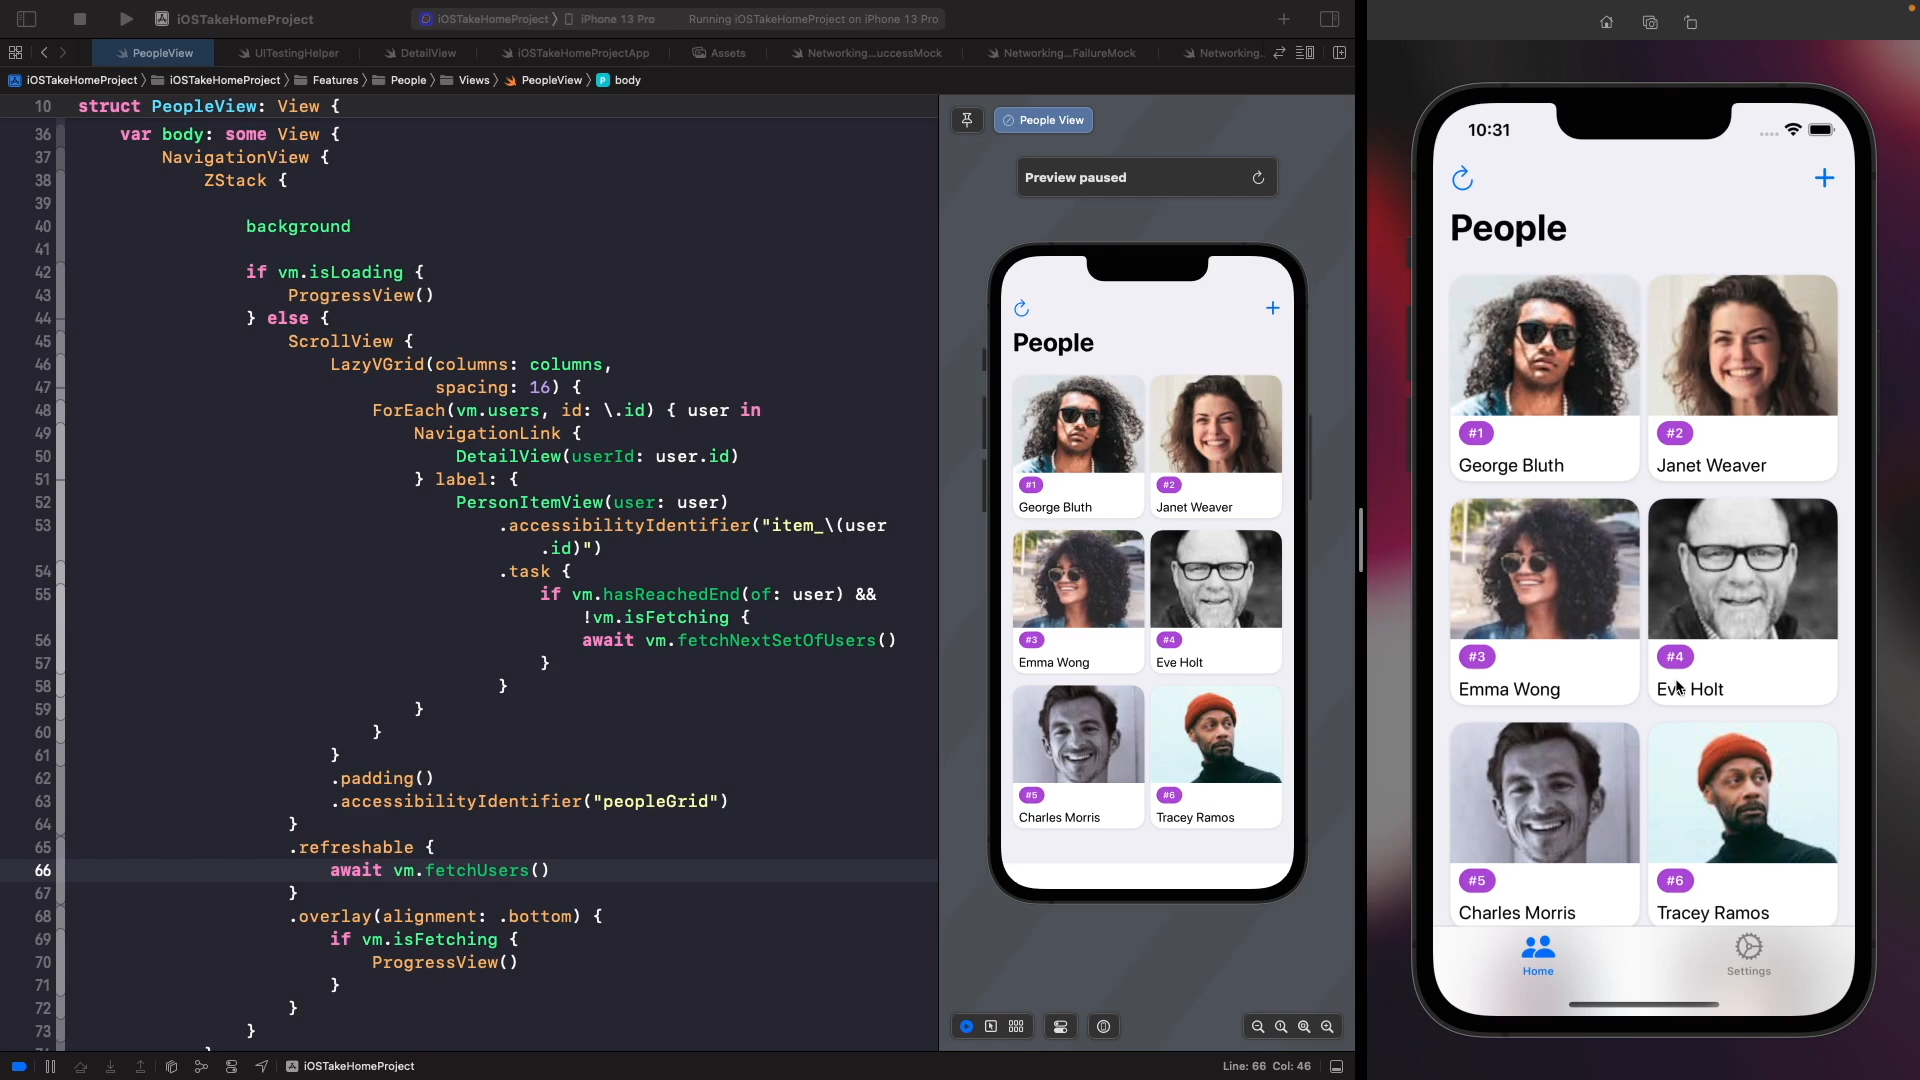 iOSTakeHomeProject
iOSTakeHomeProject
iPhone 13 Pro
Running iOSTakeHomeProject on iPhone 13 Pro
PeopleView
UITestingHelper
DetailView
iOSTakeHomeProjectApp
Assets
Networking...uccessMock
Networking...FailureMock
Networking...
iOSTakeHomeProject
iOSTakeHomeProject
Features
People
Views
PeopleView
P body
10 struct PeopleView: View {
36 var body: some View {
37 NavigationView {
38 ZStack {
39
40 background
41
42 if vm.isLoading {
43 ProgressView()
44 } else {
45 ScrollView {
46 LazyVGrid(columns: columns,
47 spacing: 16) {
48 ForEach(vm.users, id: \.id) { user in
49 NavigationLink {
50 DetailView(userId: user.id)
51 } label: {
52 PersonItemView(user: user)
53 .accessibilityIdentifier("item_\(user
.id)")
54 .task {
55 if vm.hasReachedEnd(of: user) &&
!vm.isFetching {
56 await vm.fetchNextSetOfUsers()
57 }
58 }
59 }
60 }
61 }
62 .padding()
63 .accessibilityIdentifier("peopleGrid")
64 }
65 .refreshable {
66 await vm.fetchUsers()
67 }
68 .overlay(alignment: .bottom) {
69 if vm.isFetching {
70 ProgressView()
71 }
72 }
73 }
iOSTakeHomeProject
Line: 66 Col: 46
People View
Preview paused
People
#1
George Bluth
#2
Janet Weaver
#3
Emma Wong
#4
Eve Holt
#5
Charles Morris
#6
Tracey Ramos
10:31
People
#1
George Bluth
#2
Janet Weaver
#3
Emma Wong
#4
Eve Holt
#5
Charles Morris
#6
Tracey Ramos
Home
Settings